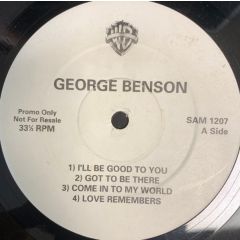 GEORGE BENSON
Promo Only
Not For Resale
33⅓ RPM
SAM 1207
A Side
1) I'LL BE GOOD TO YOU
2) GOT TO BE THERE
3) COME IN TO MY WORLD
4) LOVE REMEMBERS